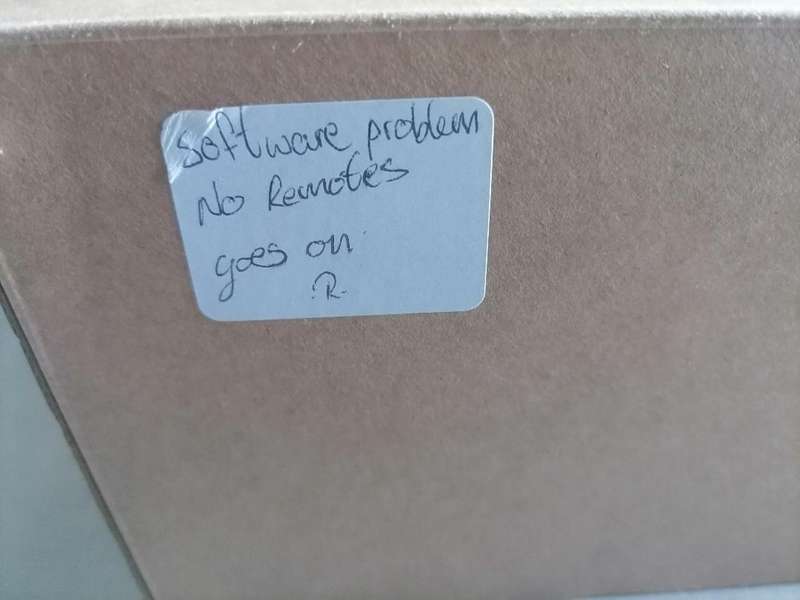 Software problem
No Remotes
goes on
.R.